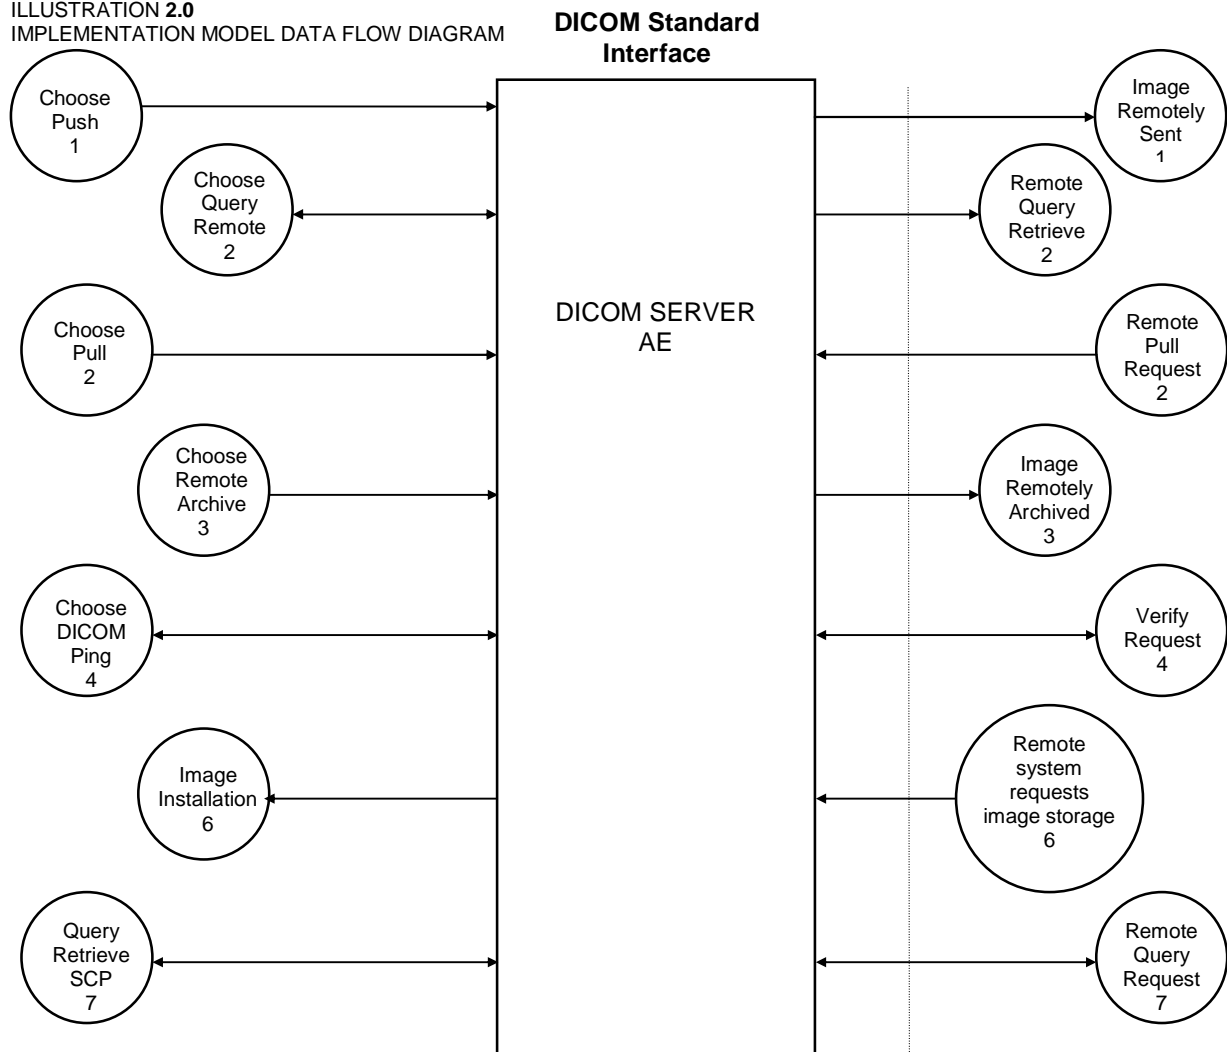 ILLUSTRATION 2.0
IMPLEMENTATION MODEL DATA FLOW DIAGRAM
DICOM Standard
Interface
Choose
Push
1
Image
Remotely
Sent
1
Choose
Query
Remote
2
Remote
Query
Retrieve
2
DICOM SERVER
AE
Choose
Pull
2
Remote
Pull
Request
2
Choose
Remote
Archive
3
Image
Remotely
Archived
3
Choose
DICOM
Ping
4
Verify
Request
4
Image
Installation
6
Remote
system
requests
image storage
6
Query
Retrieve
SCP
7
Remote
Query
Request
7